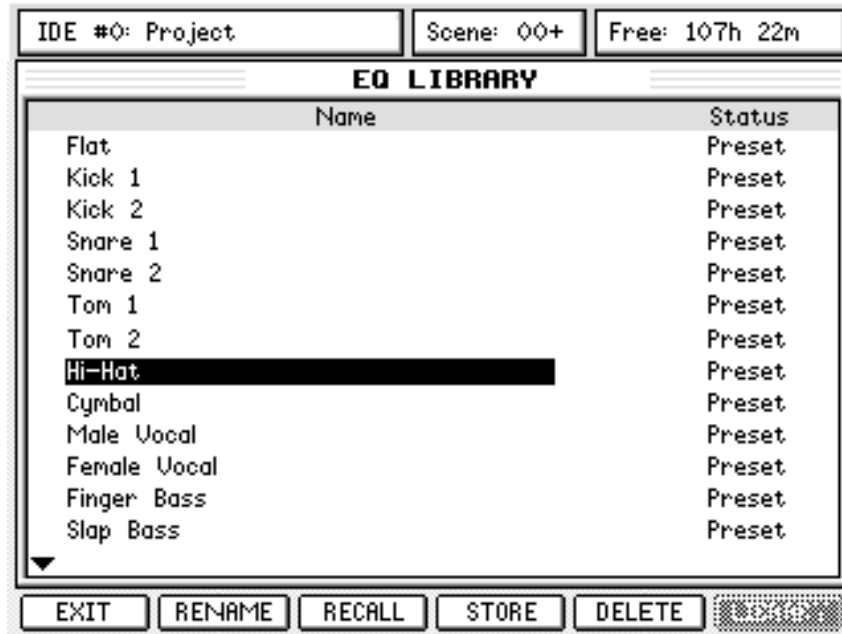 IDE #0: Project
Scene: 00+
Free: 107h 22m
EQ LIBRARY
Name Status
Flat Preset
Kick 1 Preset
Kick 2 Preset
Snare 1 Preset
Snare 2 Preset
Tom 1 Preset
Tom 2 Preset
Hi-Hat Preset
Cymbal Preset
Male Vocal Preset
Female Vocal Preset
Finger Bass Preset
Slap Bass Preset
EXIT RENAME RECALL STORE DELETE